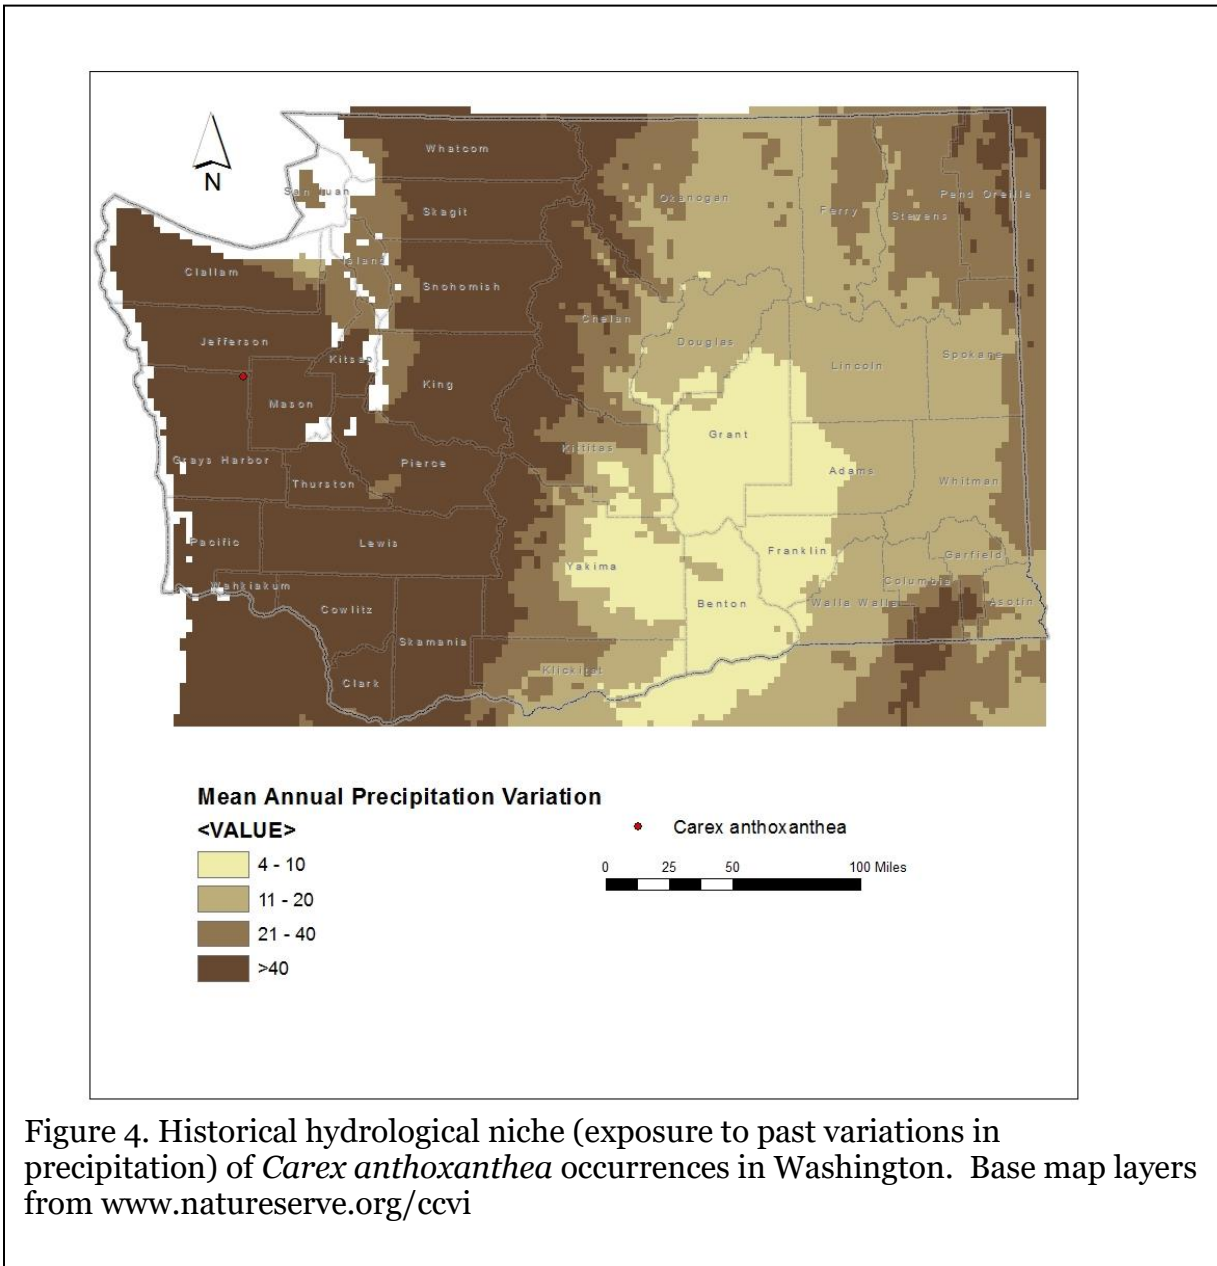 N
Whatcom
San Juan
Skagit
Okanogan
Ferry
Stevens
Pend Oreille
Island
Clallam
Snohomish
Chelan
Jefferson
Kitsap
Douglas
Lincoln
Spokane
King
Mason
Grant
Grays Harbor
Pierce
Kittitas
Adams
Whitman
Thurston
Pacific
Lewis
Yakima
Franklin
Garfield
Columbia
Wahkiakum
Cowlitz
Benton
Walla Walla
Asotin
Skamania
Klickitat
Clark
Mean Annual Precipitation Variation
<VALUE>
4 - 10
11 - 20
21 - 40
>40
Carex anthoxanthea
0 25 50 100 Miles
Figure 4. Historical hydrological niche (exposure to past variations in
precipitation) of Carex anthoxanthea occurrences in Washington. Base map layers
from www.natureserve.org/ccvi